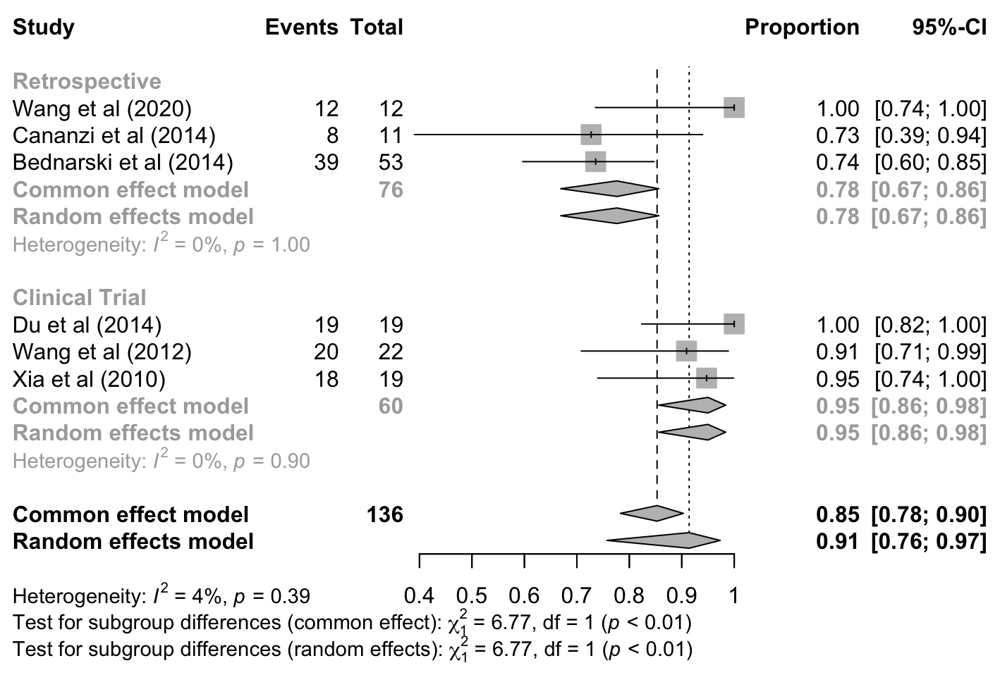 Study Events Total Proportion 95%-CI
Retrospective
Wang et al (2020) 12 12 1.00 [0.74; 1.00]
Cananzi et al (2014) 8 11 0.73 [0.39; 0.94]
Bednarski et al (2014) 39 53 0.74 [0.60; 0.85]
Common effect model 76 0.78 [0.67; 0.86]
Random effects model 0.78 [0.67; 0.86]
Heterogeneity: I² = 0%, p = 1.00
Clinical Trial
Du et al (2014) 19 19 1.00 [0.82; 1.00]
Wang et al (2012) 20 22 0.91 [0.71; 0.99]
Xia et al (2010) 18 19 0.95 [0.74; 1.00]
Common effect model 60 0.95 [0.86; 0.98]
Random effects model 0.95 [0.86; 0.98]
Heterogeneity: I² = 0%, p = 0.90
Common effect model 136 0.85 [0.78; 0.90]
Random effects model 0.91 [0.76; 0.97]
Heterogeneity: I² = 4%, p = 0.39 0.4 0.5 0.6 0.7 0.8 0.9 1
Test for subgroup differences (common effect): χ²₁ = 6.77, df = 1 (p < 0.01)
Test for subgroup differences (random effects): χ²₁ = 6.77, df = 1 (p < 0.01)